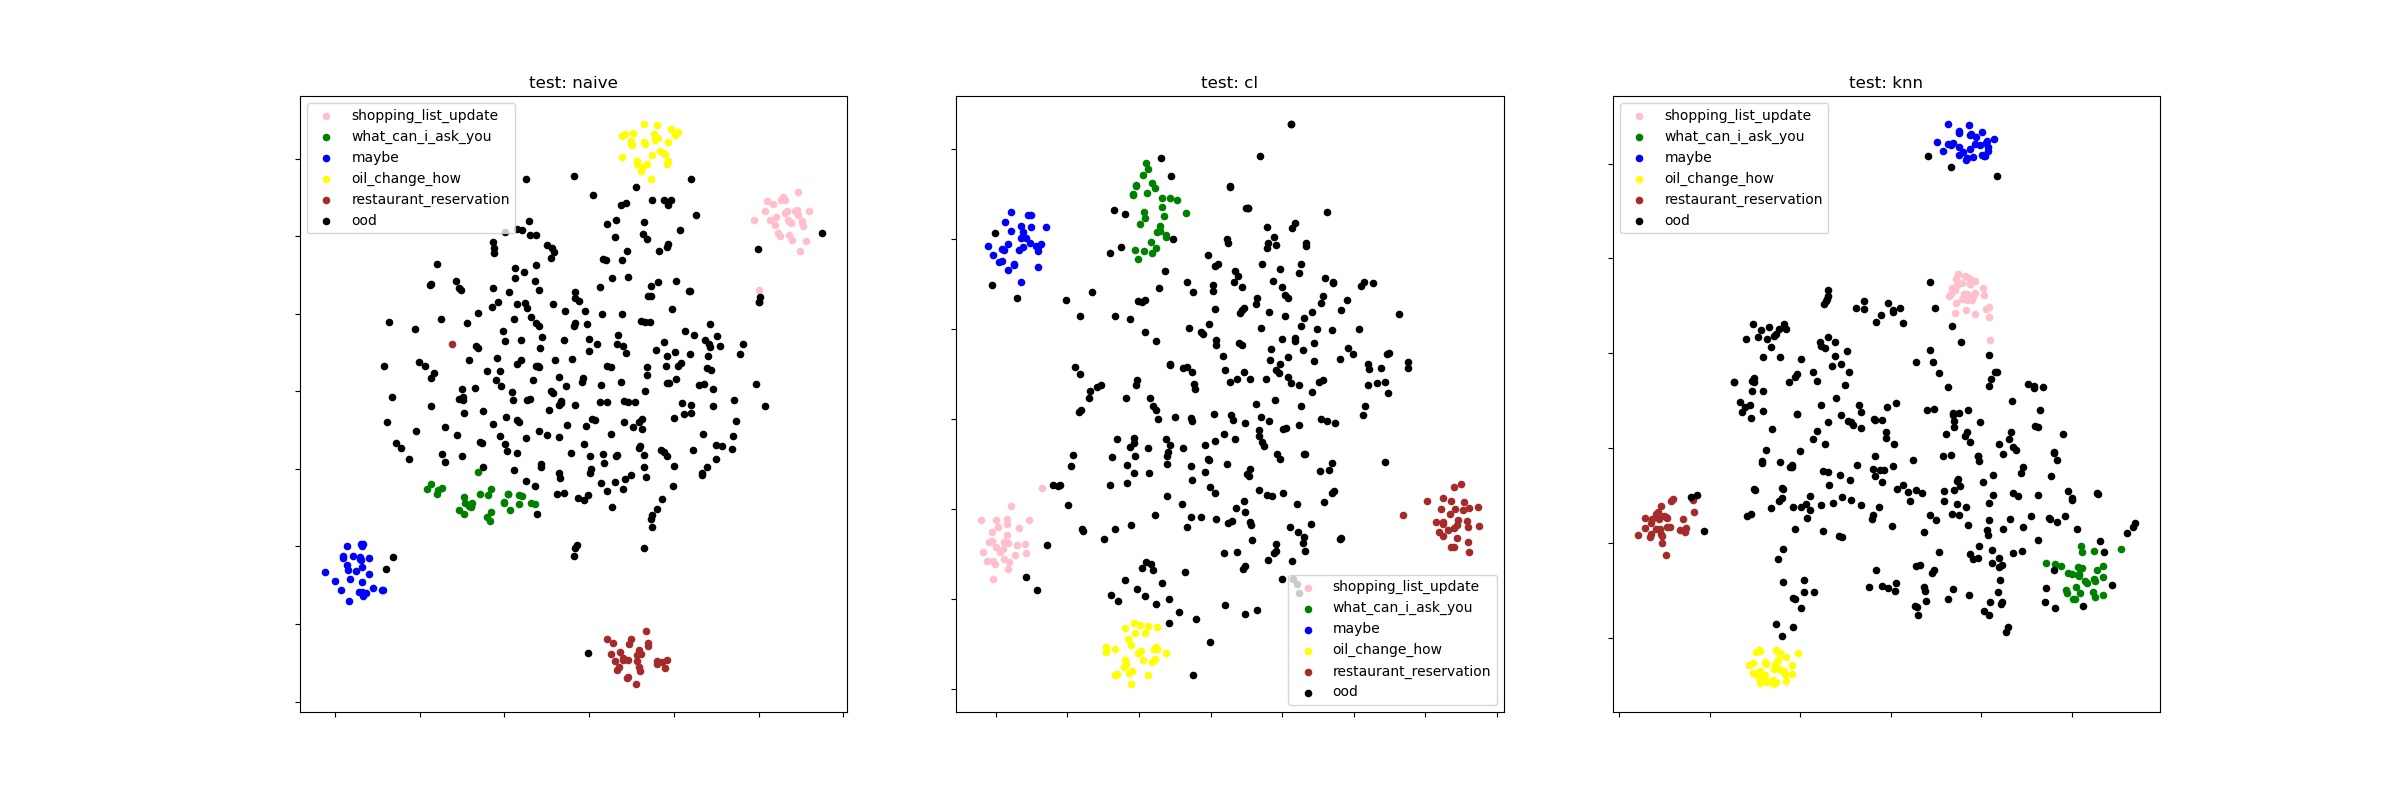 test: naive
shopping_list_update
what_can_i_ask_you
maybe
oil_change_how
restaurant_reservation
ood
test: cl
shopping_list_update
what_can_i_ask_you
maybe
oil_change_how
restaurant_reservation
ood
test: knn
shopping_list_update
what_can_i_ask_you
maybe
oil_change_how
restaurant_reservation
ood